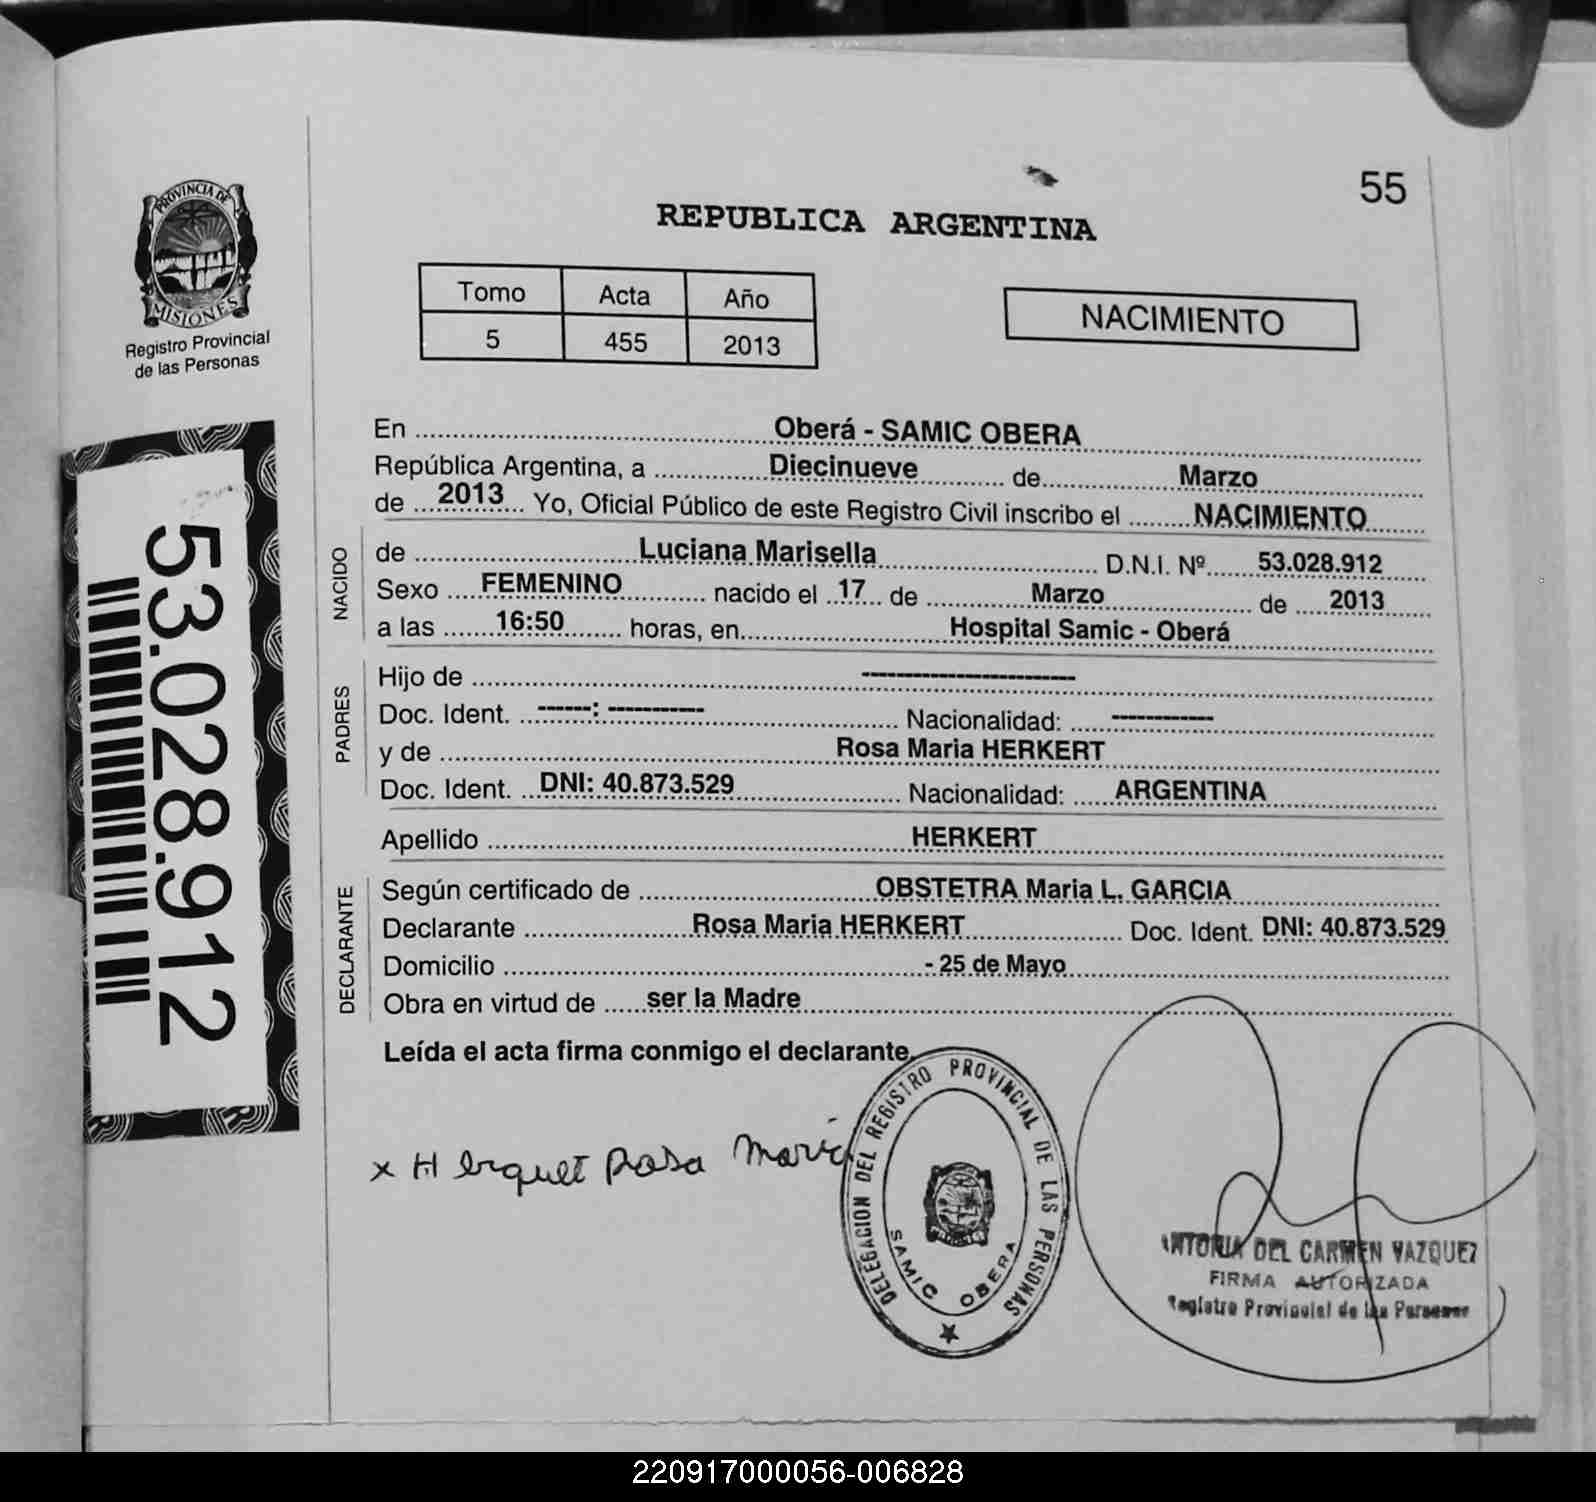 55
REPUBLICA ARGENTINA
PROVINCIA DE
MISIONES
Registro Provincial
de las Personas
Tomo Acta Año
5 455 2013
NACIMIENTO
53.028.912
En Oberá - SAMIC OBERA
República Argentina, a Diecinueve de Marzo
de 2013 Yo, Oficial Público de este Registro Civil inscribo el NACIMIENTO
NACIDO
de Luciana Marisella D.N.I. Nº 53.028.912
Sexo FEMENINO nacido el 17 de Marzo de 2013
a las 16:50 horas, en Hospital Samic - Oberá
PADRES
Hijo de -------------------------
Doc. Ident. ------: ----------- Nacionalidad: ------------
y de Rosa Maria HERKERT
Doc. Ident. DNI: 40.873.529 Nacionalidad: ARGENTINA
Apellido HERKERT
DECLARANTE
Según certificado de OBSTETRA Maria L. GARCIA
Declarante Rosa Maria HERKERT Doc. Ident. DNI: 40.873.529
Domicilio - 25 de Mayo
Obra en virtud de ser la Madre
Leída el acta firma conmigo el declarante.
x Herquet Rosa Maria
DELEGACION DEL REGISTRO PROVINCIAL DE LAS PERSONAS
SAMIC OBERA
DEL CARMEN VAZQUEZ
FIRMA AUTORIZADA
Registro Provincial de las Personas
220917000056-006828